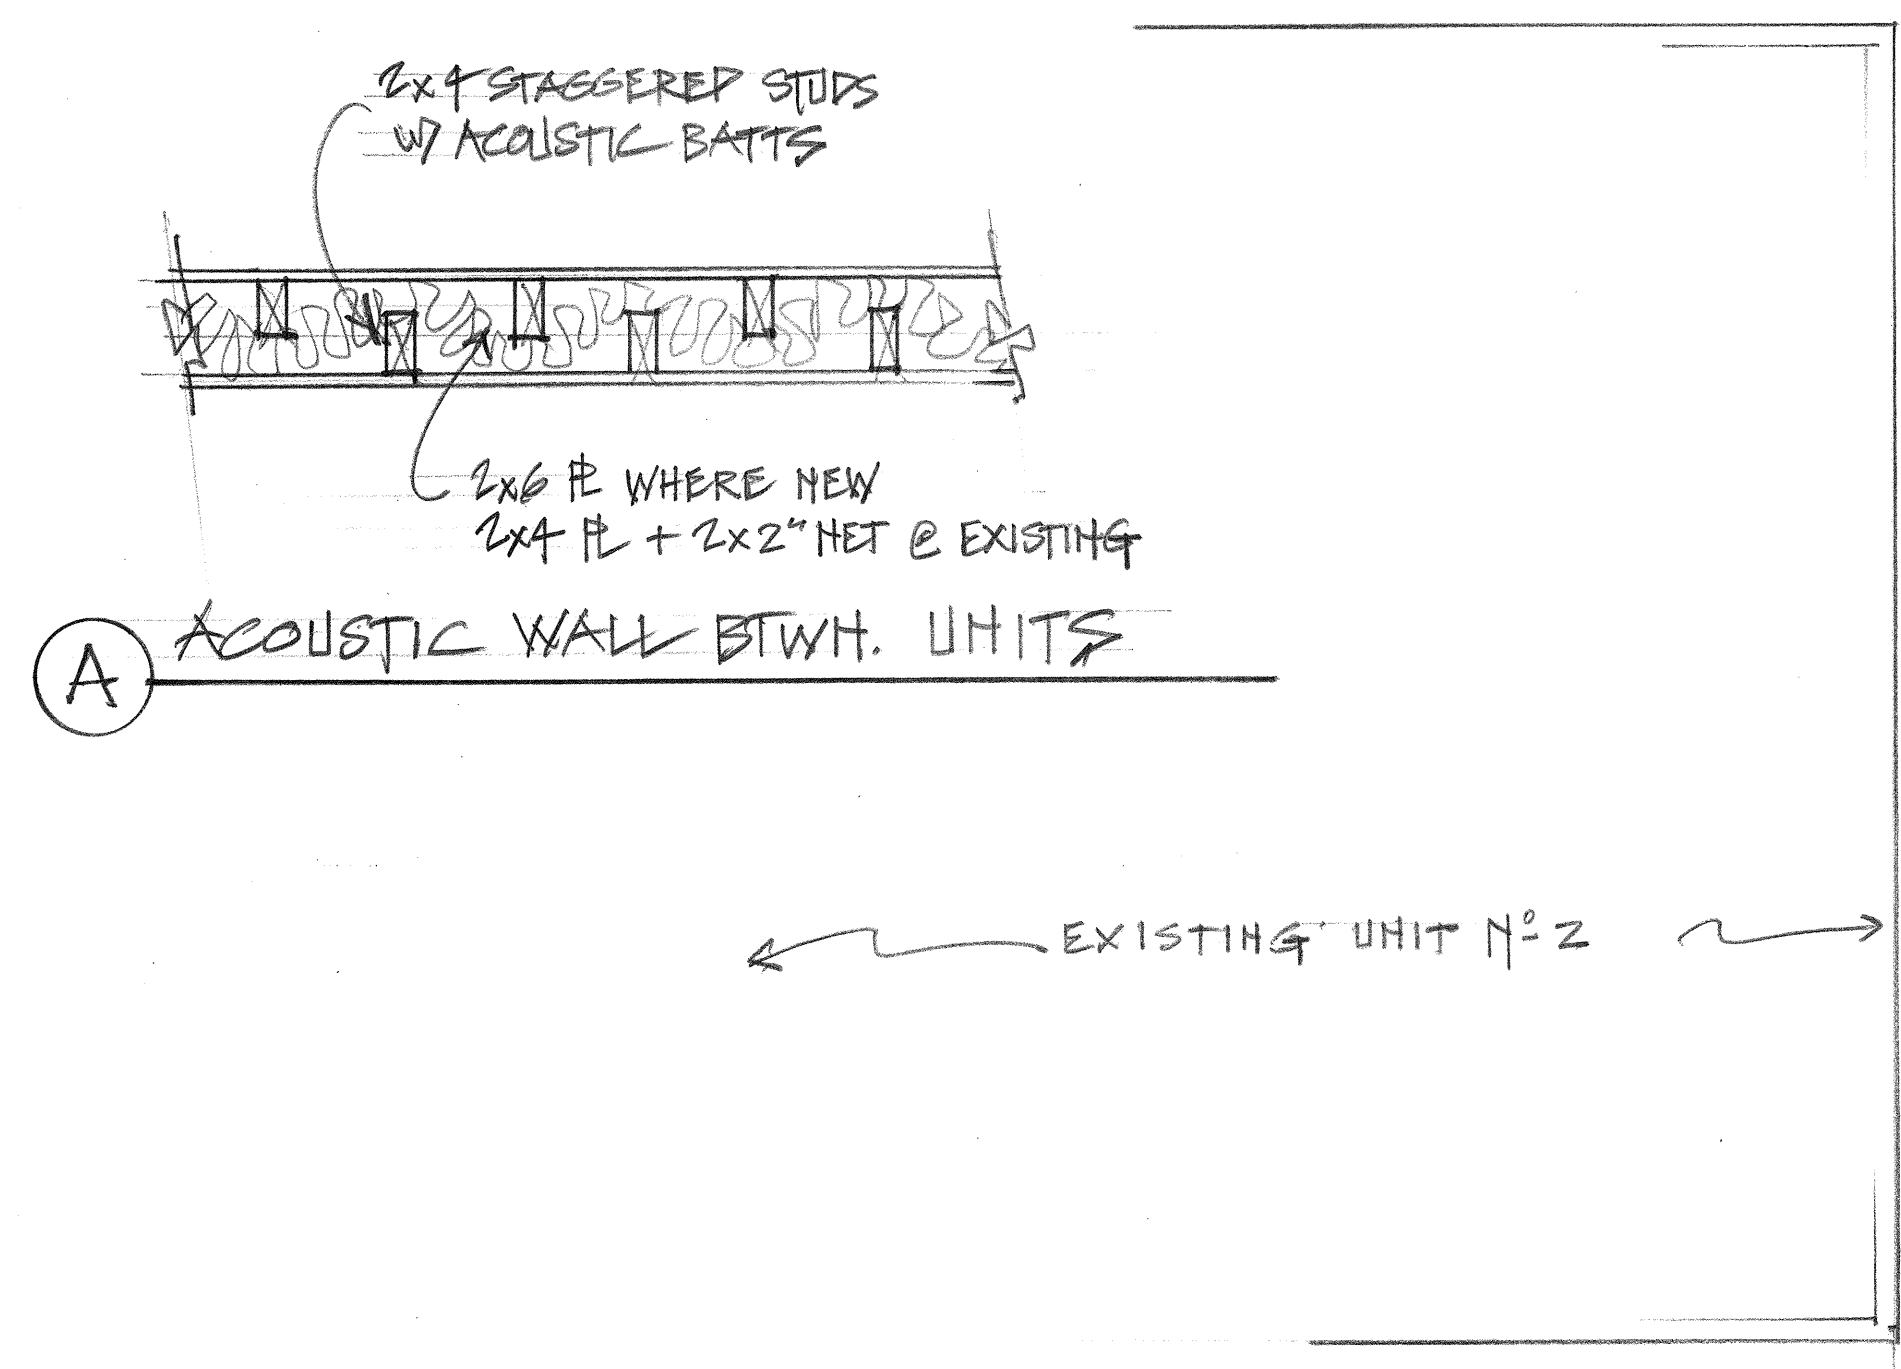 2x4 STAGGERED STUDS
W/ ACOUSTIC BATTS
2x6 PL WHERE NEW
2x4 PL + 2x2" NET @ EXISTING
A
ACOUSTIC WALL BTWN. UNITS
EXISTING UNIT Nº 2